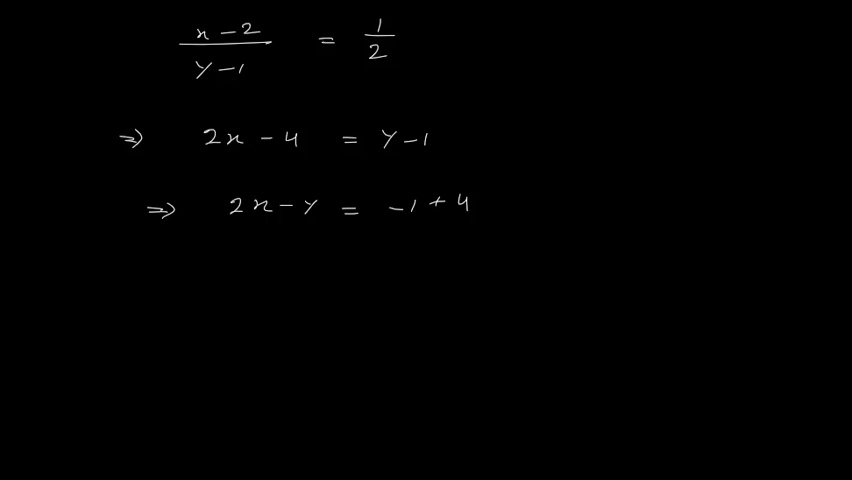 x - 2 / y - 1 = 1 / 2
⇒ 2x - 4 = y - 1
⇒ 2x - y = -1 + 4